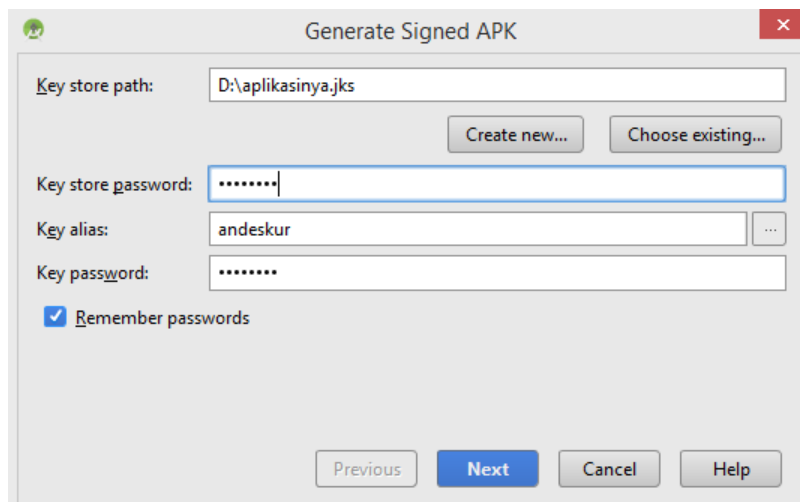 Generate Signed APK
Key store path: D:\aplikasinya.jks
Create new... Choose existing...
Key store password: ••••••••
Key alias: andeskur ...
Key password: ••••••••
Remember passwords
Previous Next Cancel Help